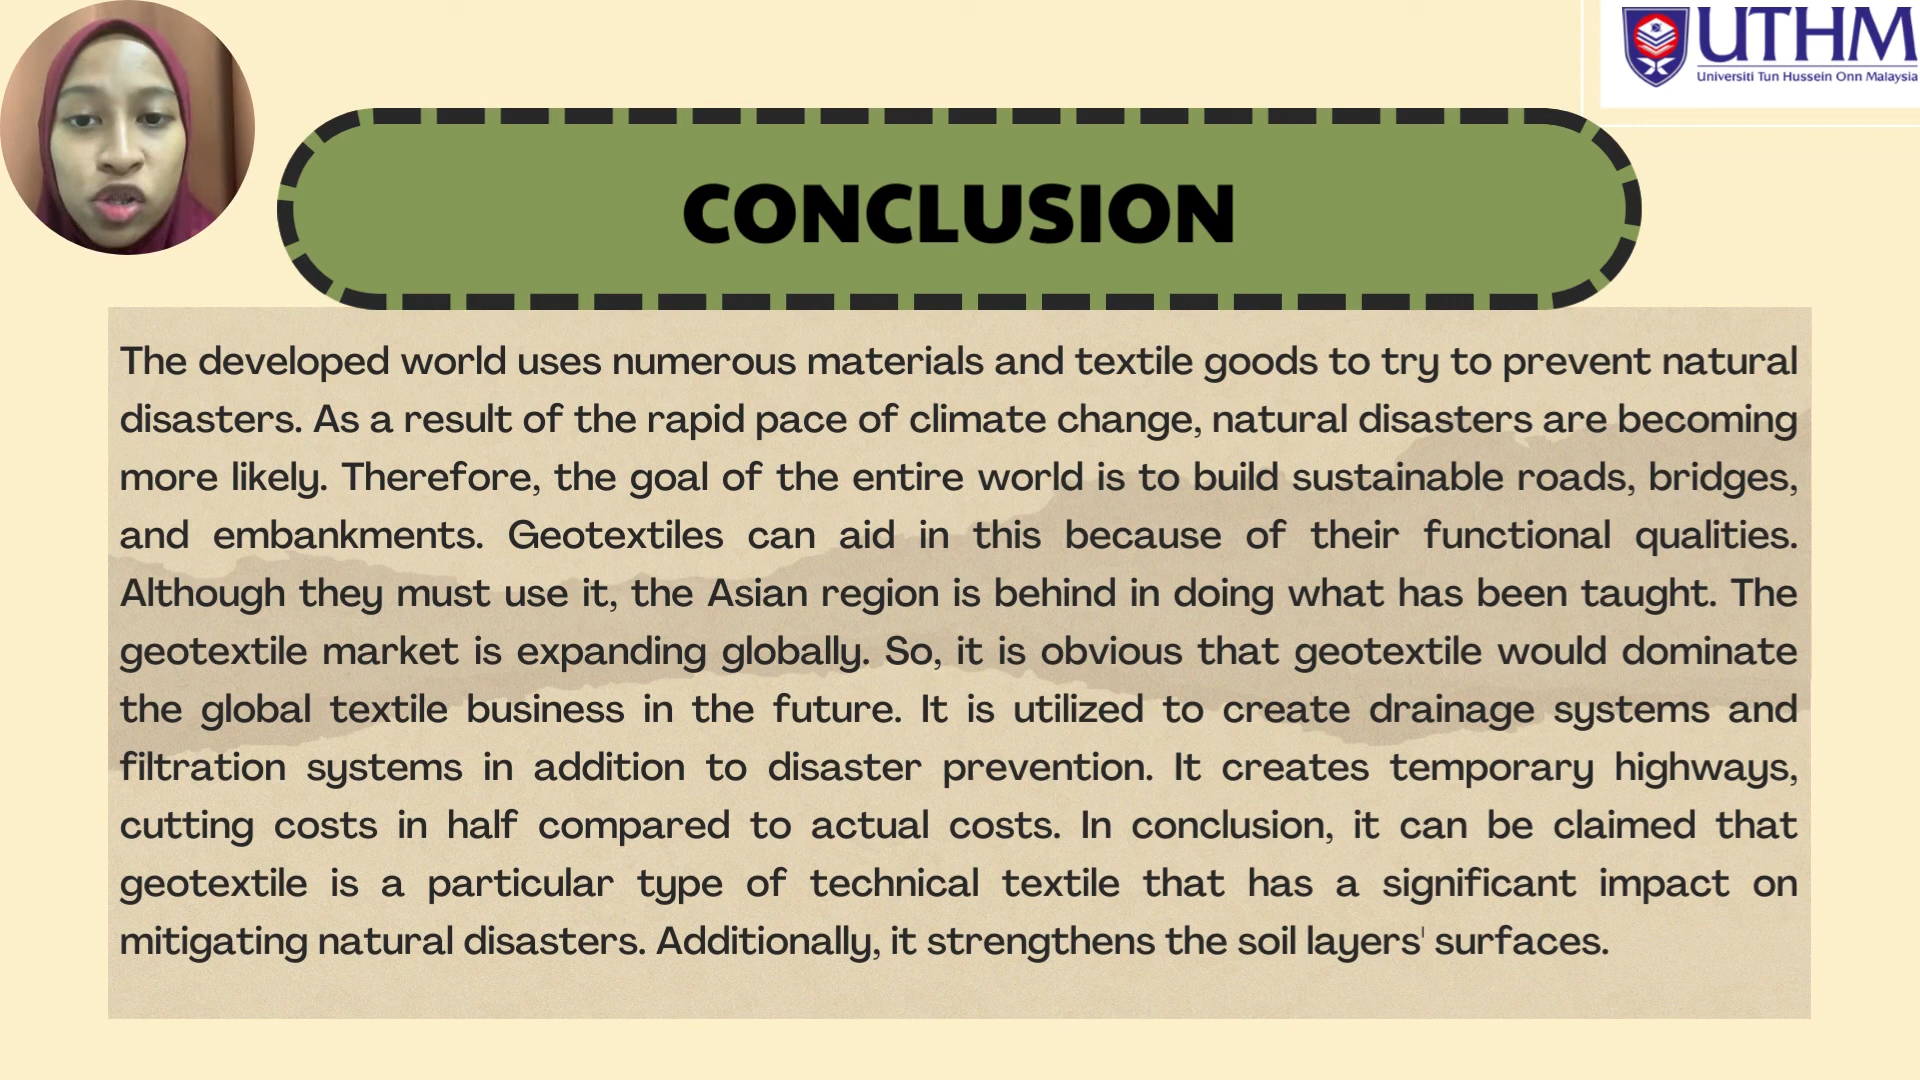 UTHM
Universiti Tun Hussein Onn Malaysia
CONCLUSION
The developed world uses numerous materials and textile goods to try to prevent natural
disasters. As a result of the rapid pace of climate change, natural disasters are becoming
more likely. Therefore, the goal of the entire world is to build sustainable roads, bridges,
and embankments. Geotextiles can aid in this because of their functional qualities.
Although they must use it, the Asian region is behind in doing what has been taught. The
geotextile market is expanding globally. So, it is obvious that geotextile would dominate
the global textile business in the future. It is utilized to create drainage systems and
filtration systems in addition to disaster prevention. It creates temporary highways,
cutting costs in half compared to actual costs. In conclusion, it can be claimed that
geotextile is a particular type of technical textile that has a significant impact on
mitigating natural disasters. Additionally, it strengthens the soil layers' surfaces.